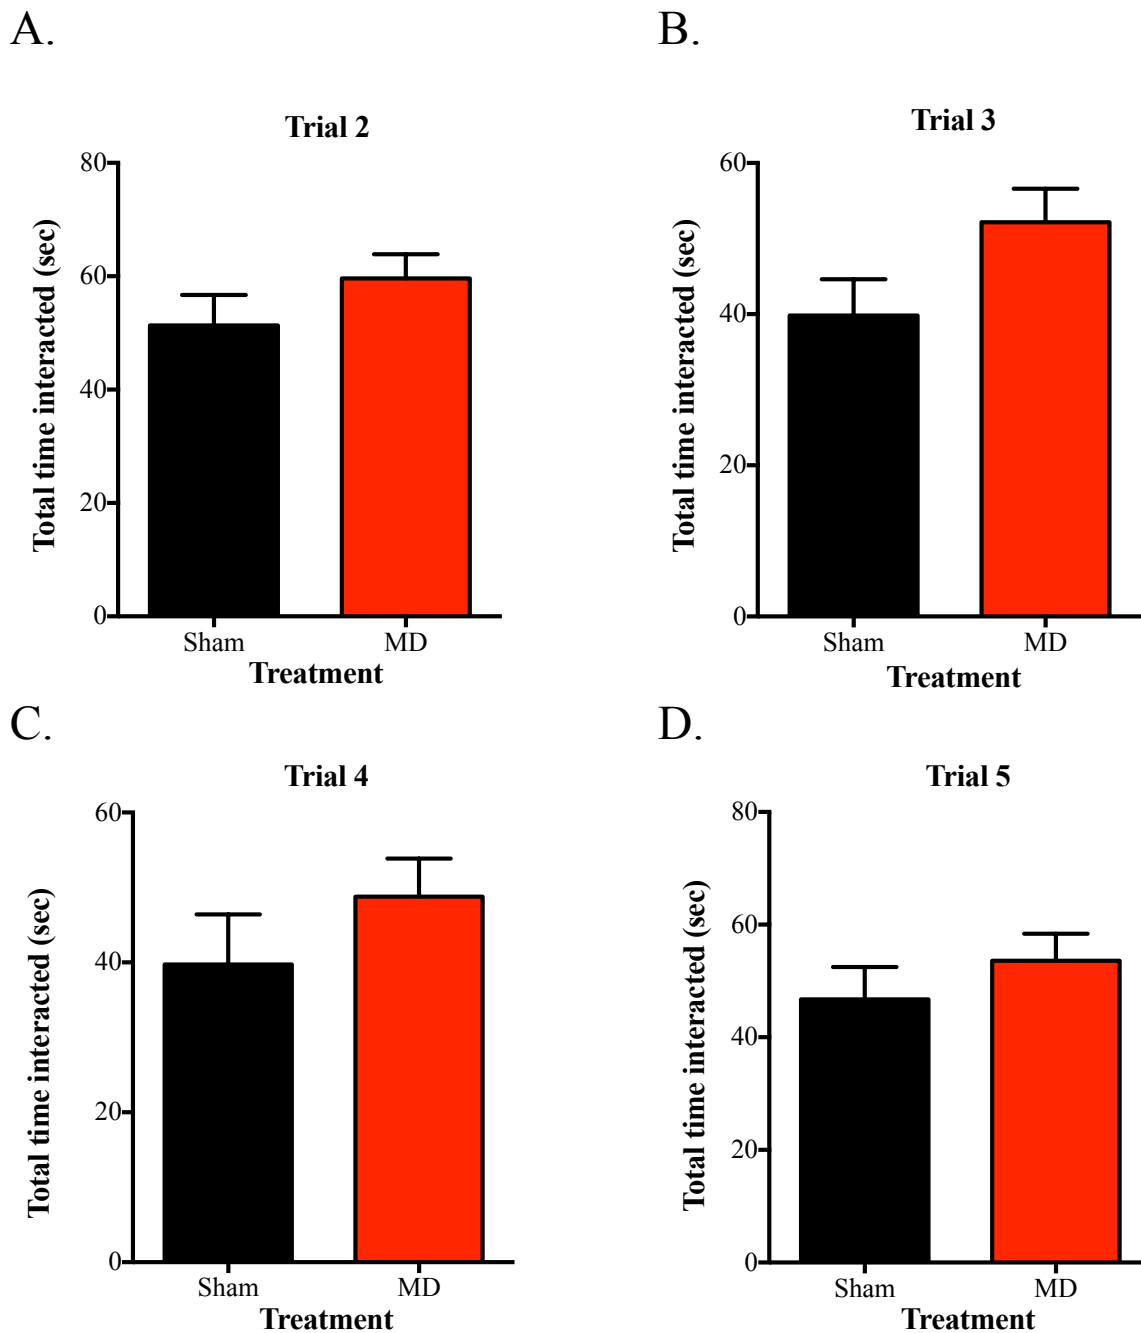 A.
Trial 2
Total time interacted (sec)
80
60
40
20
0
Sham MD
Treatment
B.
Trial 3
Total time interacted (sec)
60
40
20
0
Sham MD
Treatment
C.
Trial 4
Total time interacted (sec)
60
40
20
0
Sham MD
Treatment
D.
Trial 5
Total time interacted (sec)
80
60
40
20
0
Sham MD
Treatment